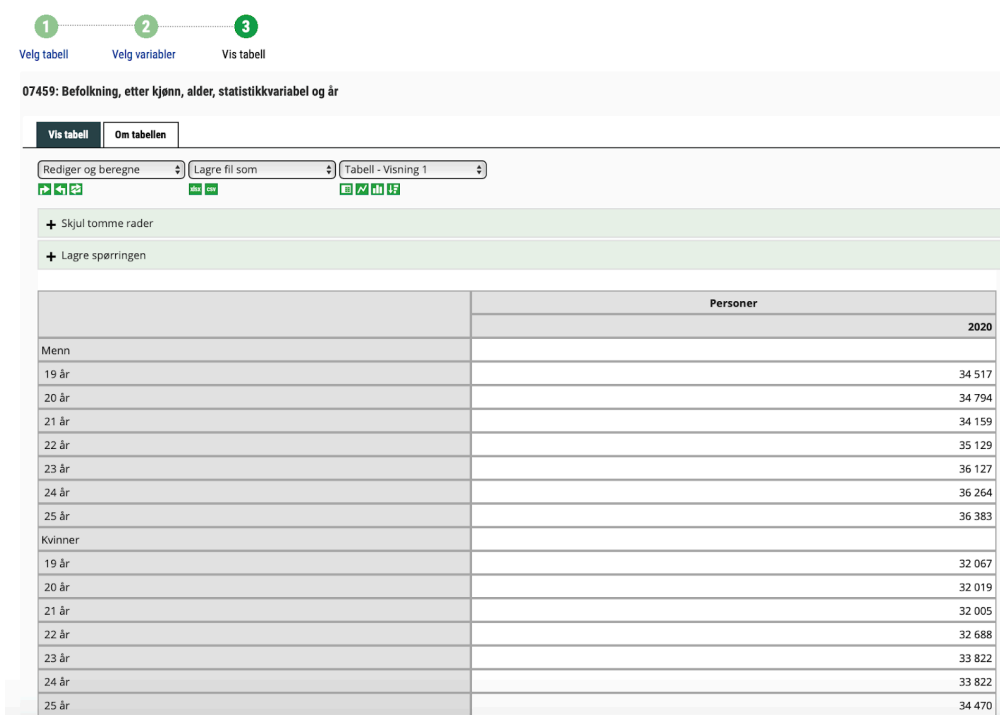 1 2 3
Velg tabell Velg variabler Vis tabell
07459: Befolkning, etter kjønn, alder, statistikkvariabel og år
Vis tabell Om tabellen
Rediger og beregne Lagre fil som Tabell - Visning 1
xlsx csv
+ Skjul tomme rader
+ Lagre spørringen
Personer
2020
Menn
19 år 34 517
20 år 34 794
21 år 34 159
22 år 35 129
23 år 36 127
24 år 36 264
25 år 36 383
Kvinner
19 år 32 067
20 år 32 019
21 år 32 005
22 år 32 688
23 år 33 822
24 år 33 822
25 år 34 470